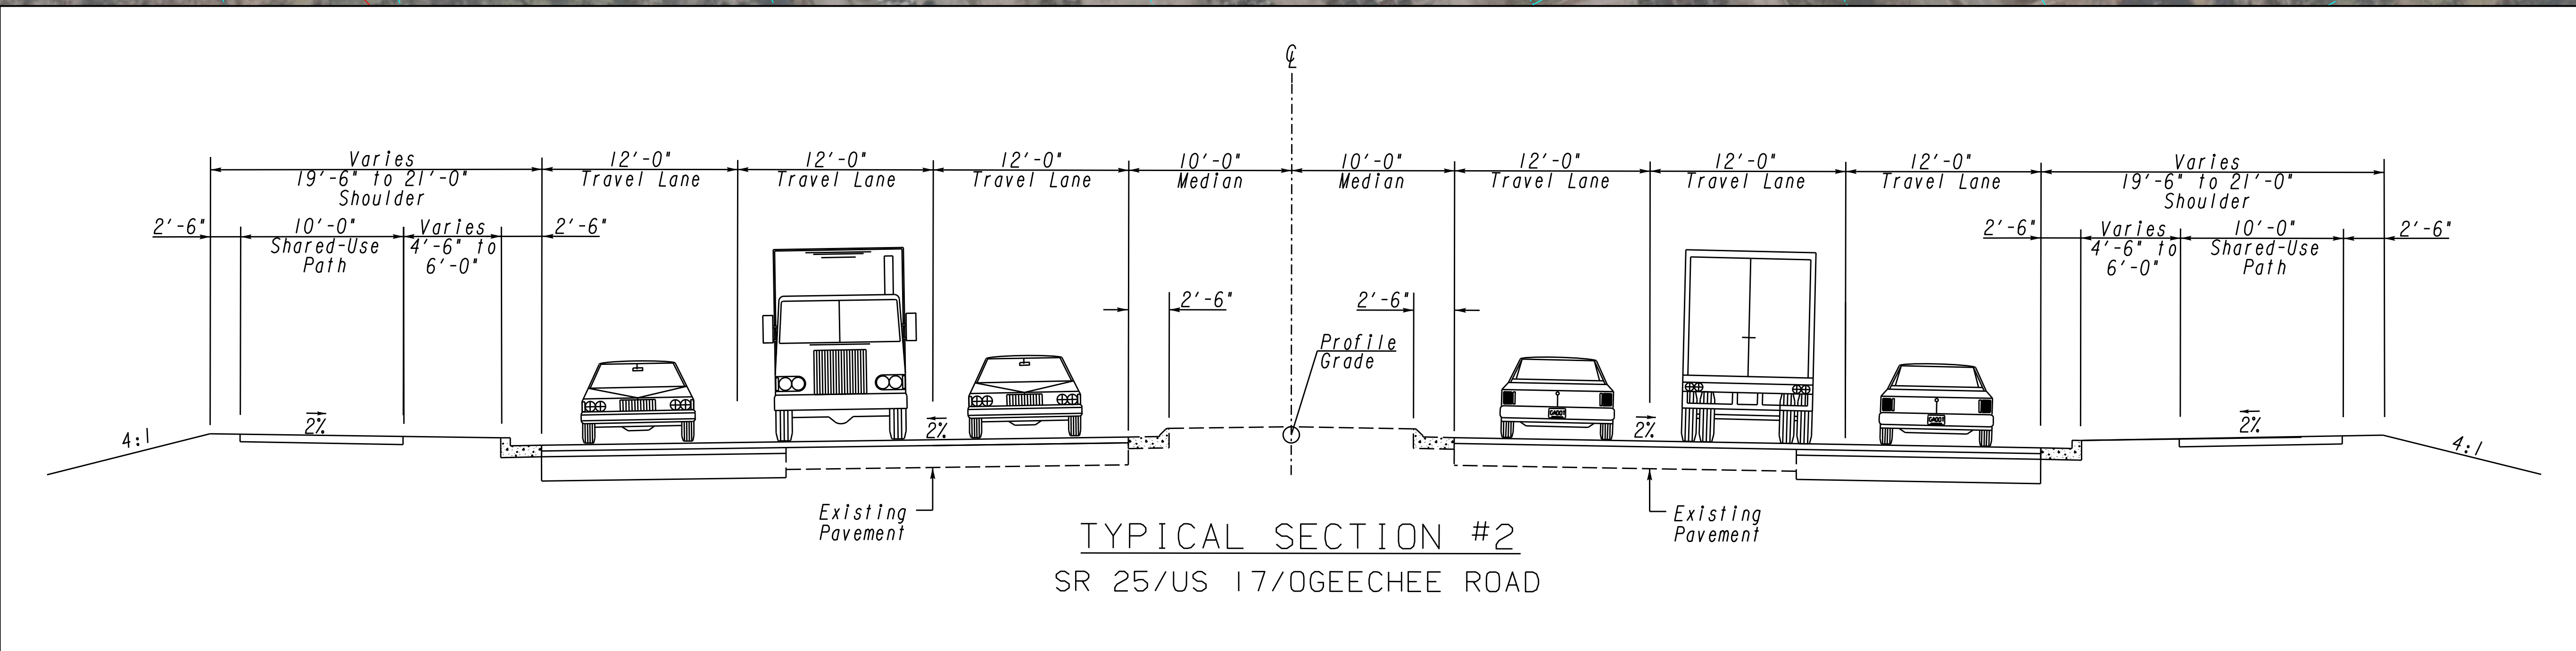 ℄
Varies
19'-6" to 21'-0"
Shoulder
12'-0"
Travel Lane
12'-0"
Travel Lane
12'-0"
Travel Lane
10'-0"
Median
10'-0"
Median
12'-0"
Travel Lane
12'-0"
Travel Lane
12'-0"
Travel Lane
Varies
19'-6" to 21'-0"
Shoulder
2'-6"
10'-0"
Shared-Use
Path
Varies
4'-6" to
6'-0"
2'-6"
2'-6"
2'-6"
2'-6"
Varies
4'-6" to
6'-0"
10'-0"
Shared-Use
Path
2'-6"
Profile
Grade
4:1
2%
2%
2%
2%
4:1
Existing
Pavement
Existing
Pavement
TYPICAL SECTION #2
SR 25/US 17/OGEECHEE ROAD